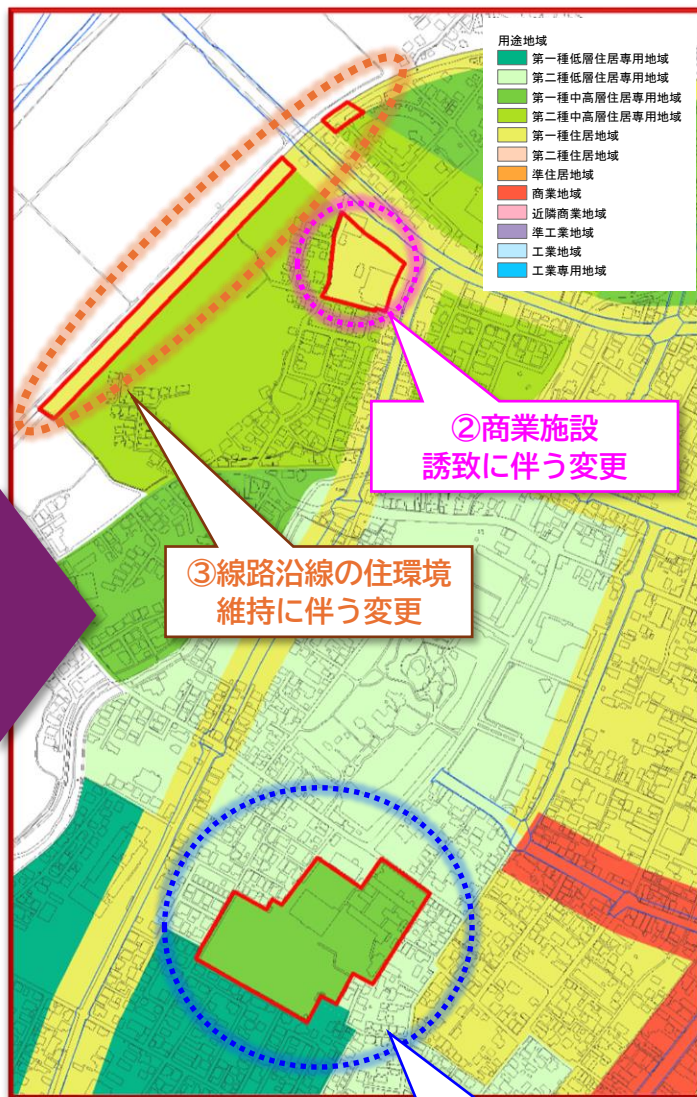 用途地域
第一種低層住居専用地域
第二種低層住居専用地域
第一種中高層住居専用地域
第二種中高層住居専用地域
第一種住居地域
第二種住居地域
準住居地域
商業地域
近隣商業地域
準工業地域
工業地域
工業専用地域
②商業施設
誘致に伴う変更
③線路沿線の住環境
維持に伴う変更